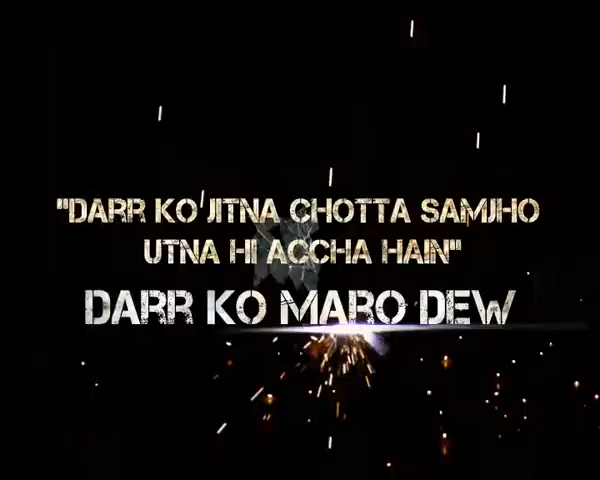 "DARR KO JITNA CHOTTA SAMJHO
UTNA HI ACCHA HAIN"
DARR KO MARO DEW